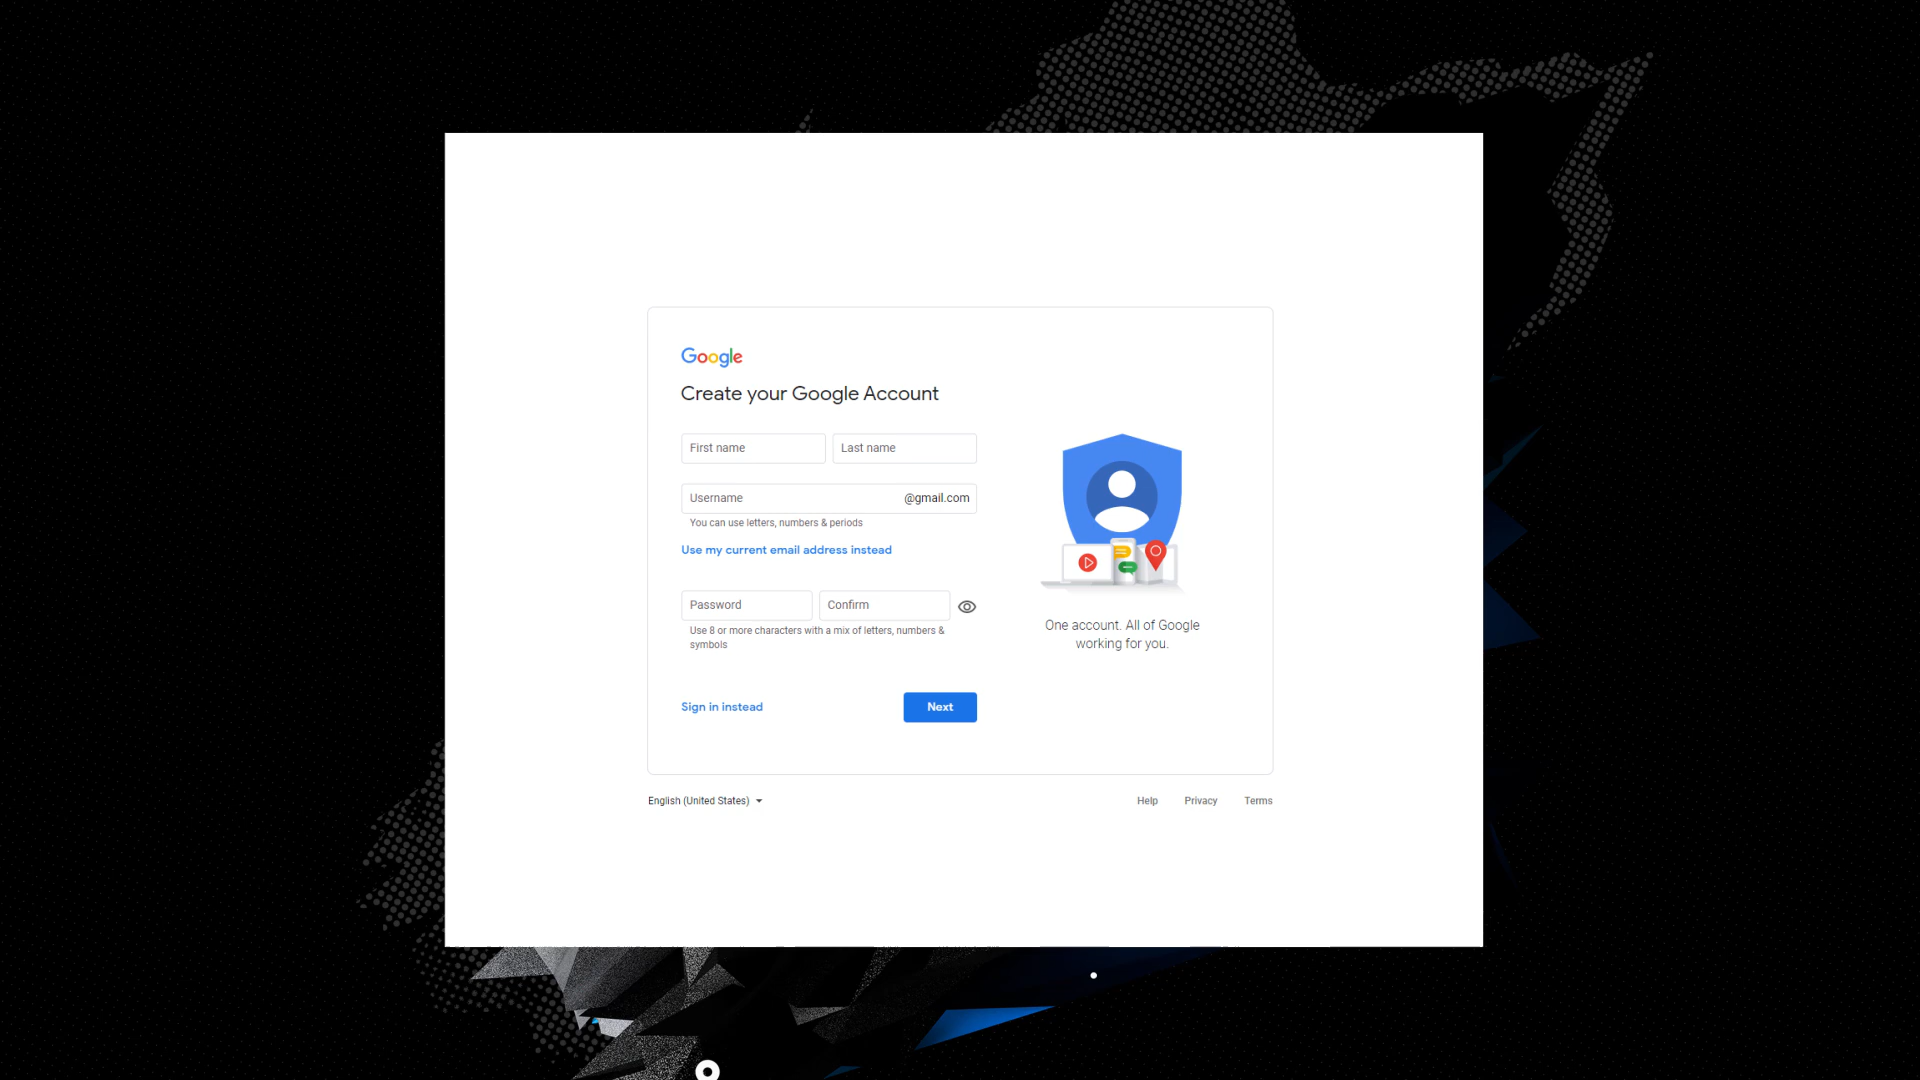 Google
Create your Google Account
First name
Last name
Username
@gmail.com
You can use letters, numbers & periods
Use my current email address instead
Password
Confirm
Use 8 or more characters with a mix of letters, numbers &
symbols
Sign in instead
Next
One account. All of Google
working for you.
English (United States)
Help
Privacy
Terms